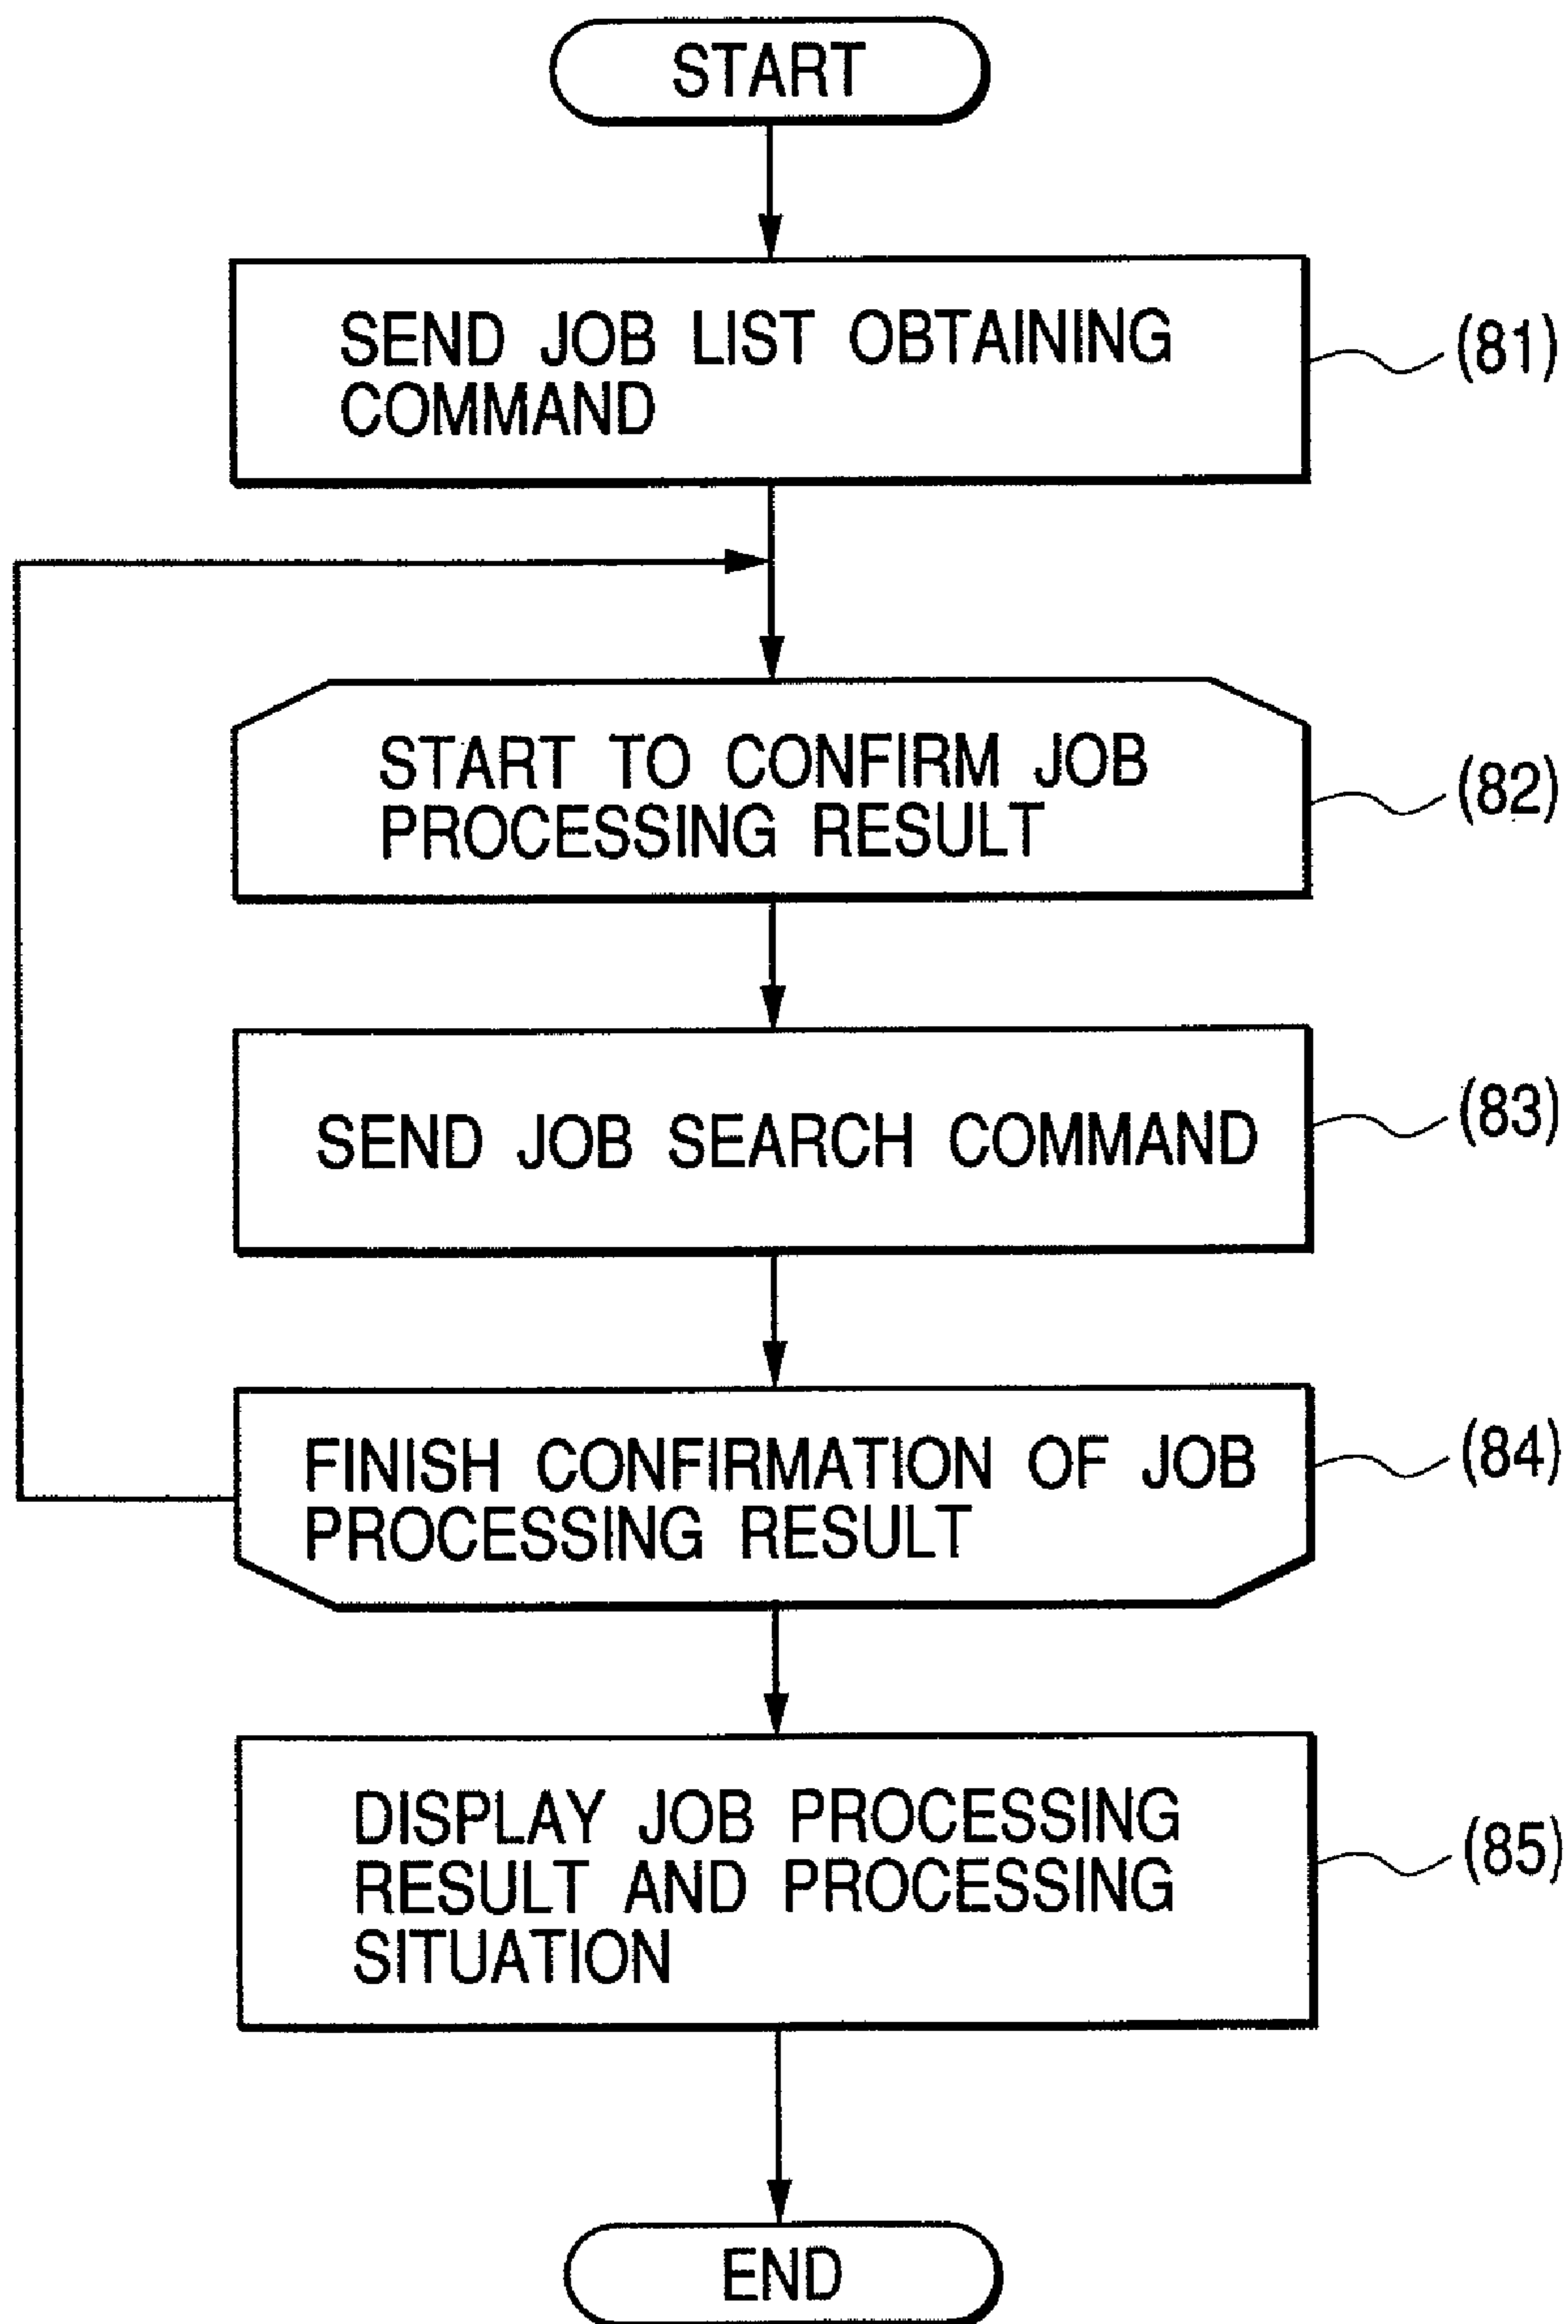 START
SEND JOB LIST OBTAINING
COMMAND
(81)
START TO CONFIRM JOB
PROCESSING RESULT
(82)
SEND JOB SEARCH COMMAND
(83)
FINISH CONFIRMATION OF JOB
PROCESSING RESULT
(84)
DISPLAY JOB PROCESSING
RESULT AND PROCESSING
SITUATION
(85)
END